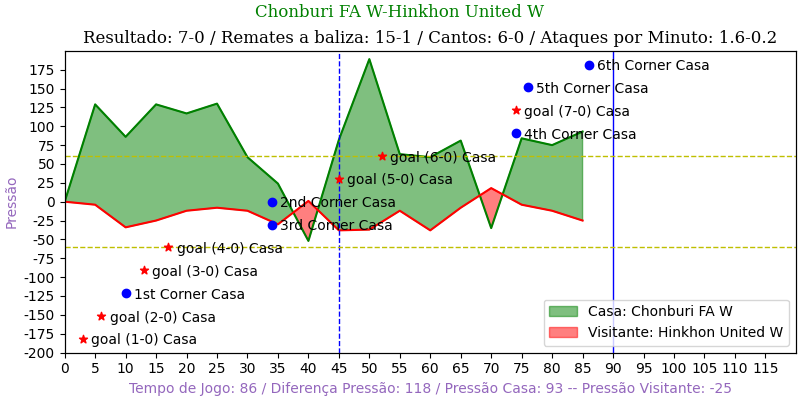 Chonburi FA W-Hinkhon United W
Resultado: 7-0 / Remates a baliza: 15-1 / Cantos: 6-0 / Ataques por Minuto: 1.6-0.2
175
150
125
100
75
50
25
0
-25
-50
-75
-100
-125
-150
-175
-200
Pressão
6th Corner Casa
5th Corner Casa
goal (7-0) Casa
4th Corner Casa
goal (6-0) Casa
goal (5-0) Casa
2nd Corner Casa
3rd Corner Casa
goal (4-0) Casa
goal (3-0) Casa
1st Corner Casa
goal (2-0) Casa
goal (1-0) Casa
Casa: Chonburi FA W
Visitante: Hinkhon United W
0 5 10 15 20 25 30 35 40 45 50 55 60 65 70 75 80 85 90 95 100 105 110 115
Tempo de Jogo: 86 / Diferença Pressão: 118 / Pressão Casa: 93 -- Pressão Visitante: -25